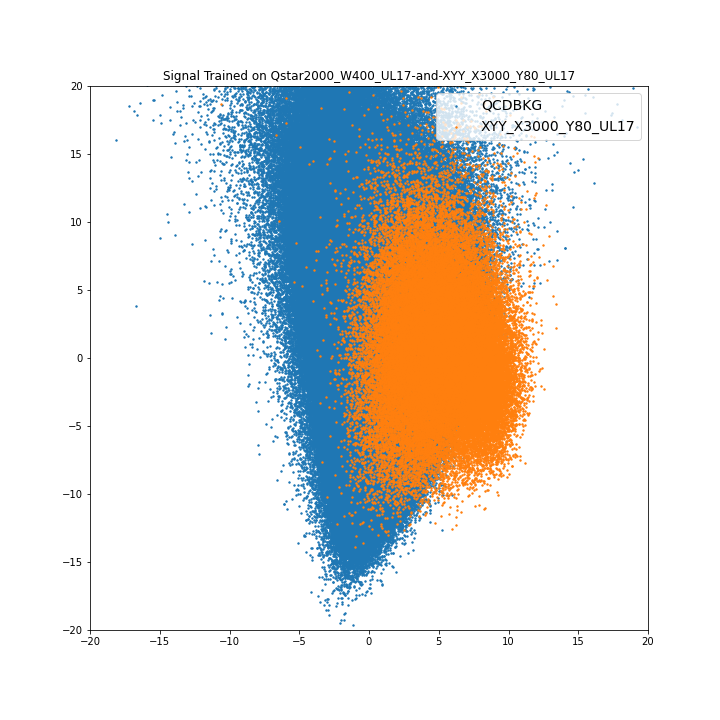 Signal Trained on Qstar2000_W400_UL17-and-XYY_X3000_Y80_UL17
QCDBKG
XYY_X3000_Y80_UL17
20
15
10
5
0
−5
−10
−15
−20
−20 −15 −10 −5 0 5 10 15 20